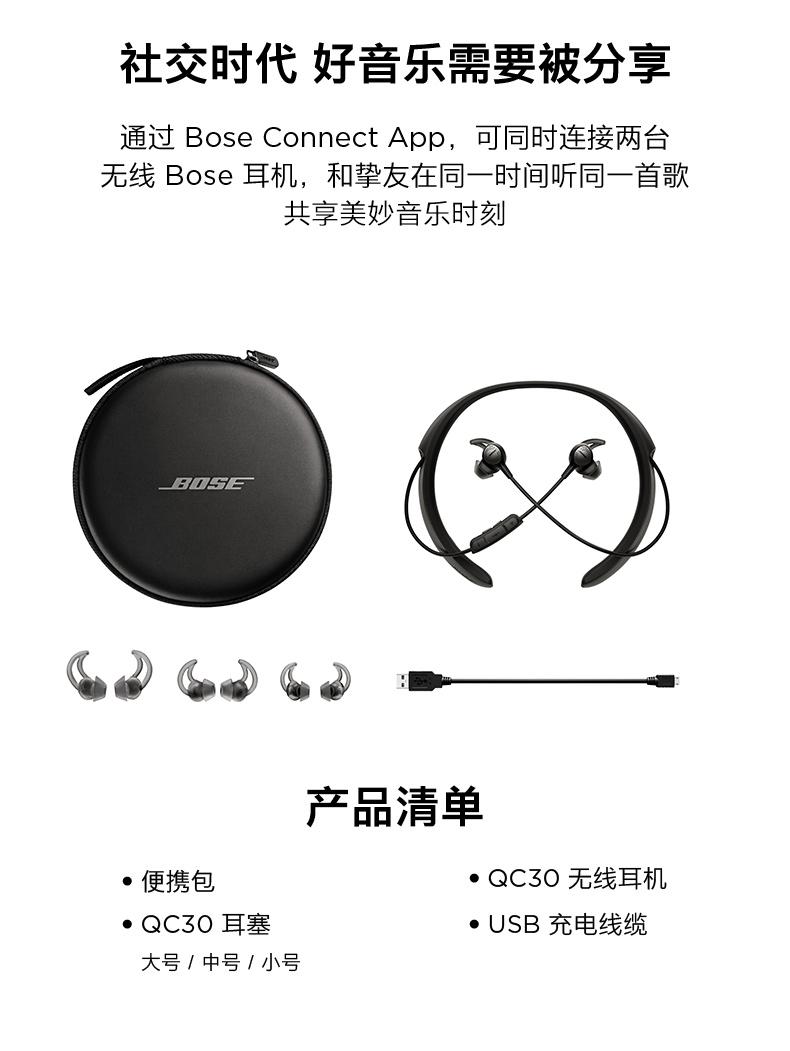 社交时代 好音乐需要被分享
通过 Bose Connect App，可同时连接两台
无线 Bose 耳机，和挚友在同一时间听同一首歌
共享美妙音乐时刻
BOSE
产品清单
• 便携包
• QC30 无线耳机
• QC30 耳塞
• USB 充电线缆
大号 / 中号 / 小号